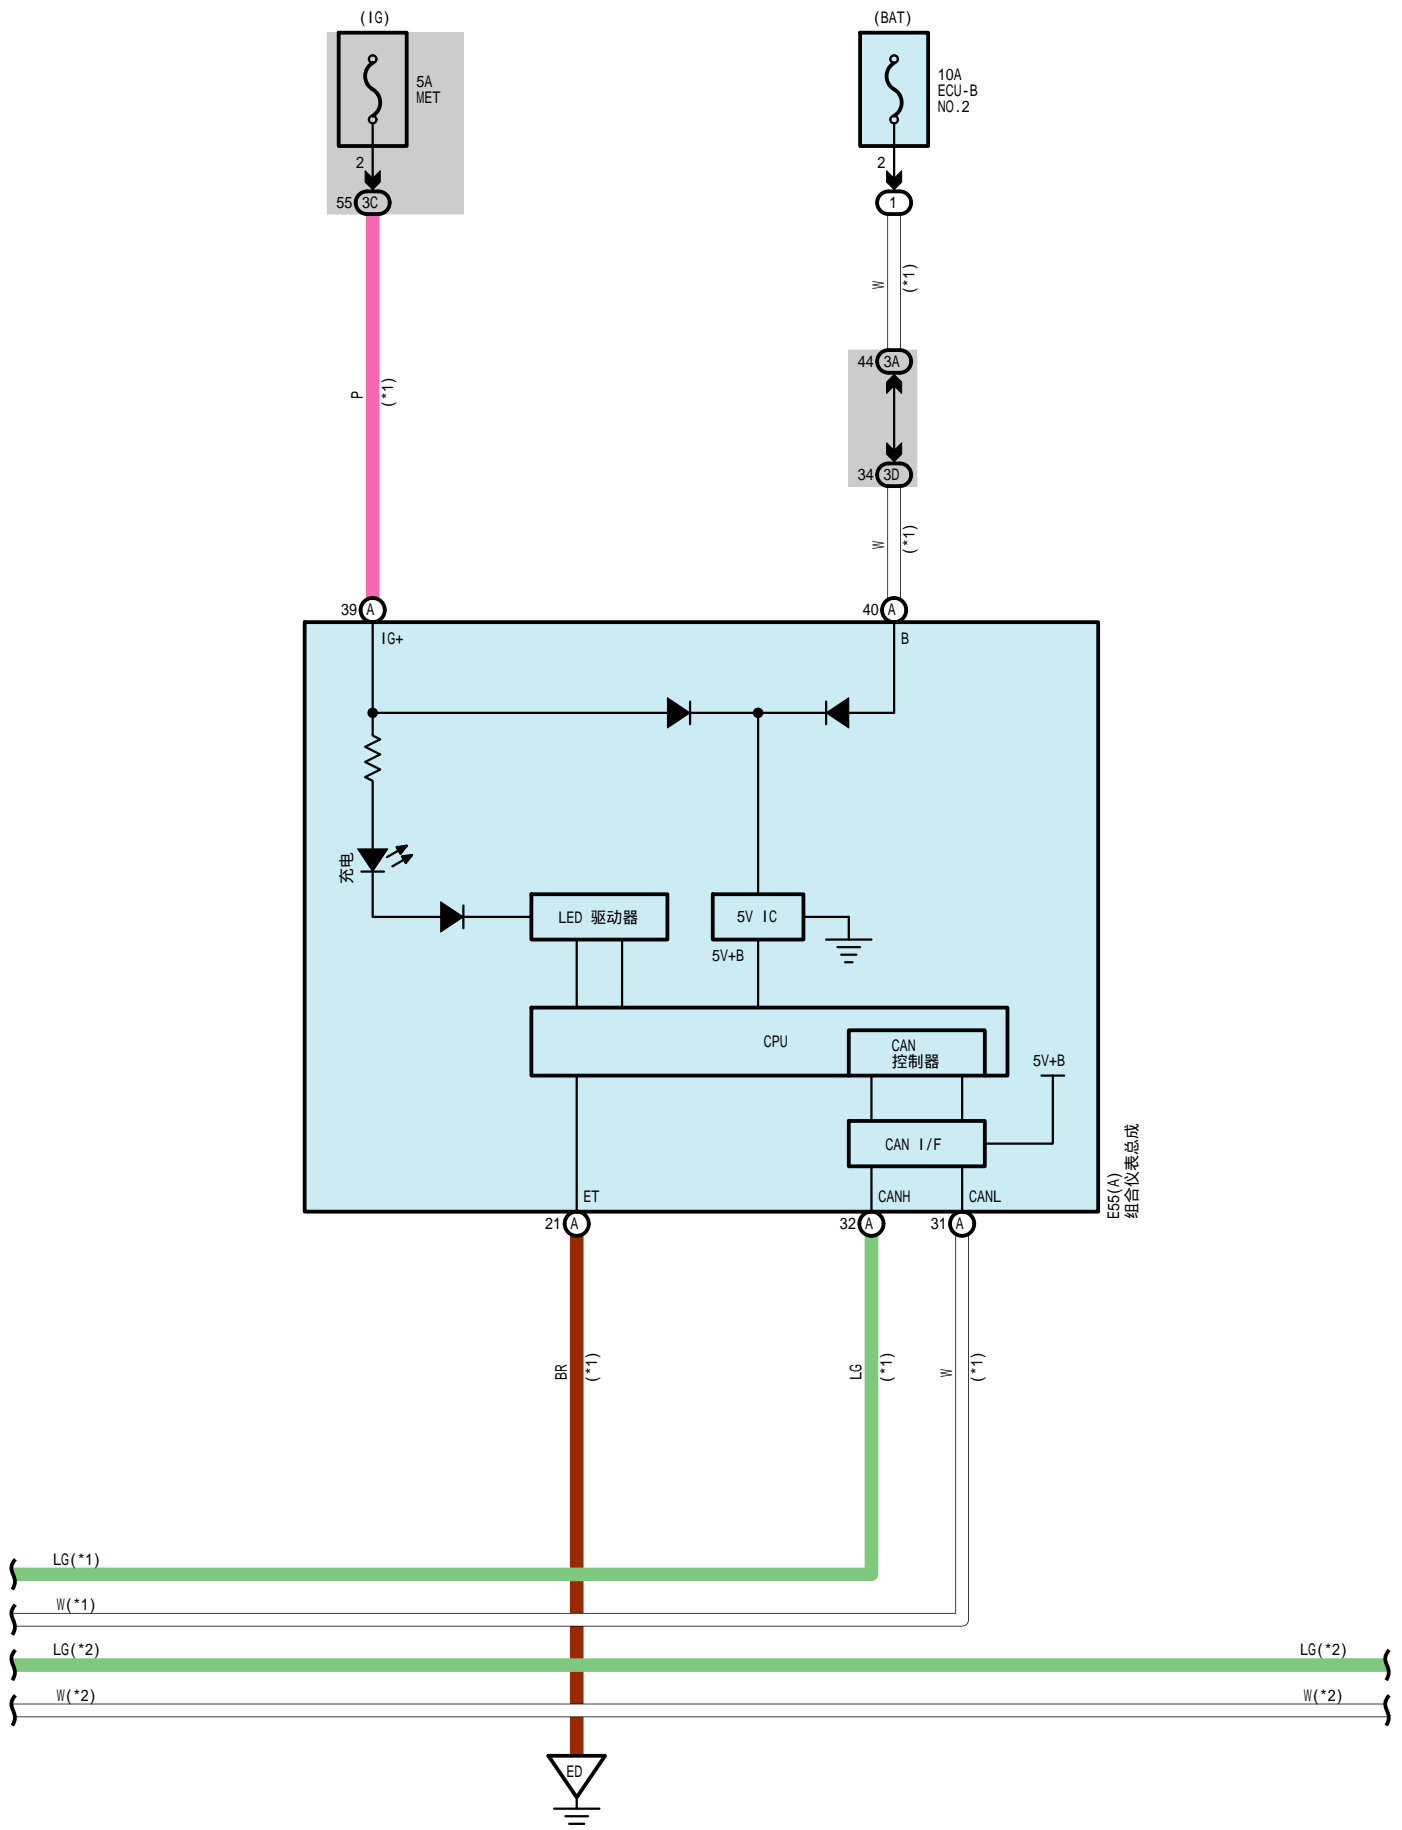 (IG)
(BAT)
5A
MET
10A
ECU-B
NO.2
2
2
55
3C
1
W
(*1)
44
3A
P
(*1)
34
3D
W
(*1)
39
A
40
A
IG+
B
充电
LED 驱动器
5V IC
5V+B
CPU
CAN
控制器
5V+B
CAN I/F
E55(A)
组合仪表总成
ET
CANH
CANL
21
A
32
A
31
A
BR
(*1)
LG
(*1)
W
(*1)
LG(*1)
W(*1)
LG(*2)
LG(*2)
W(*2)
W(*2)
ED